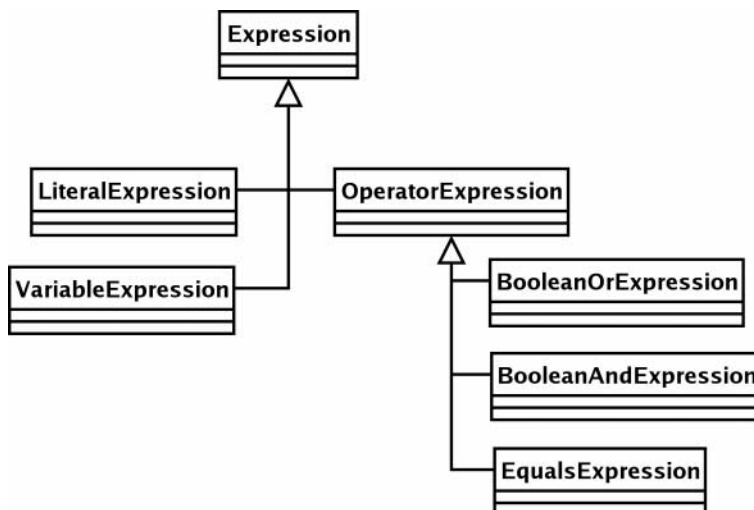 Expression
LiteralExpression
OperatorExpression
VariableExpression
BooleanOrExpression
BooleanAndExpression
EqualsExpression